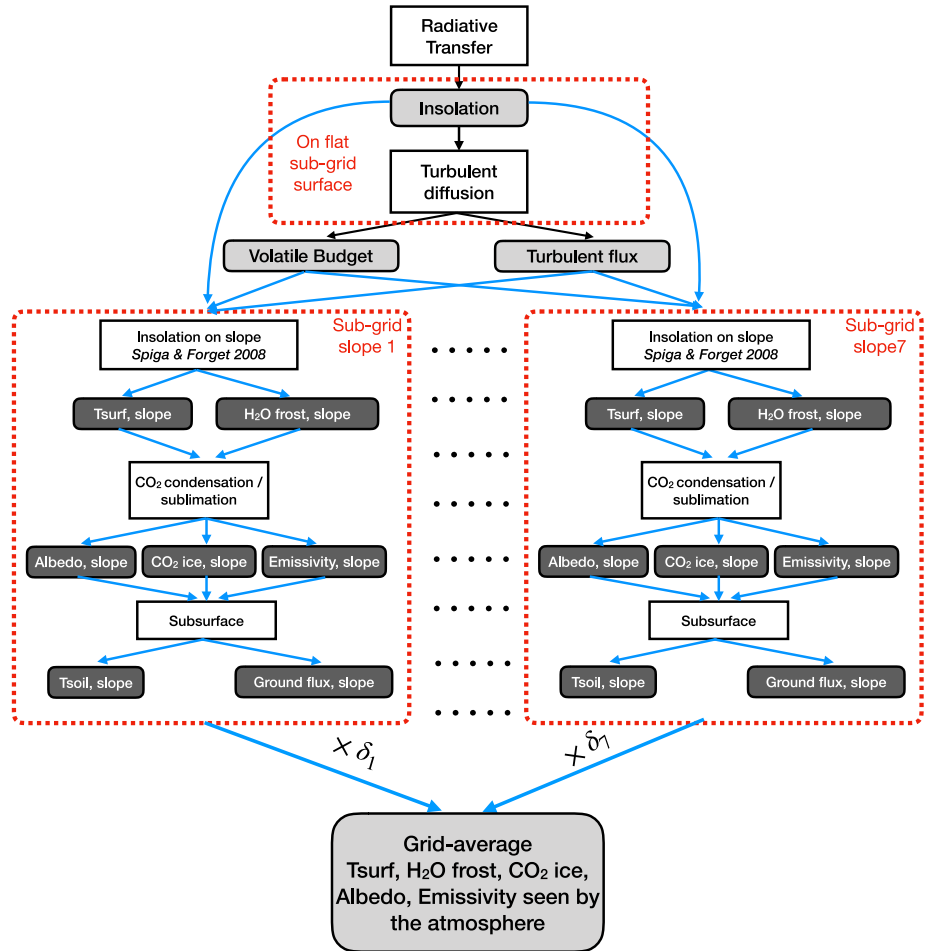 Radiative
Transfer
Insolation
On flat
sub-grid
surface
Turbulent
diffusion
Volatile Budget
Turbulent flux
Sub-grid
slope 1
Insolation on slope
Spiga & Forget 2008
Tsurf, slope
H₂O frost, slope
CO₂ condensation /
sublimation
Albedo, slope
CO₂ ice, slope
Emissivity, slope
Subsurface
Tsoil, slope
Ground flux, slope
Sub-grid
slope7
Insolation on slope
Spiga & Forget 2008
Tsurf, slope
H₂O frost, slope
CO₂ condensation /
sublimation
Albedo, slope
CO₂ ice, slope
Emissivity, slope
Subsurface
Tsoil, slope
Ground flux, slope
× δ₁
× δ₇
Grid-average
Tsurf, H₂O frost, CO₂ ice,
Albedo, Emissivity seen by
the atmosphere